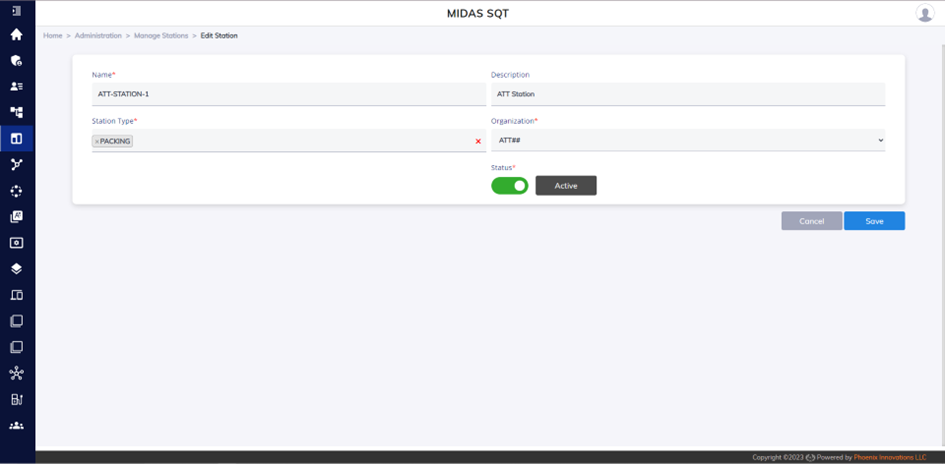 MIDAS SQT
Home > Administration > Manage Stations > Edit Station
Name* Description
ATT-STATION-1 ATT Station
Station Type* Organization*
×PACKING × ATT##
Status*
Active
Cancel Save
Copyright ©2023 Powered by Phoenix Innovations LLC